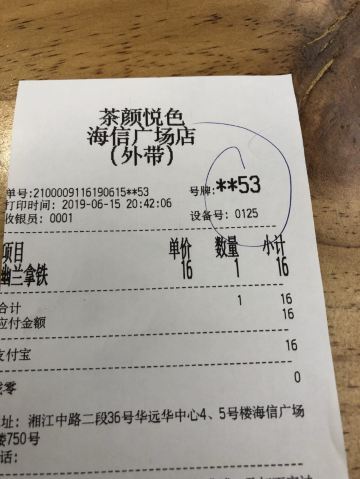 茶颜悦色
海信广场店
(外带)
单号:2100009116190615**53 号牌:**53
打印时间: 2019-06-15 20:42:06
收银员: 0001 设备号: 0125
项目 单价 数量 小计
幽兰拿铁 16 1 16
合计 1 16
应付金额 16
支付宝 16
找零 0
址: 湘江中路二段36号华远华中心4、5号楼海信广场
楼750号
话: